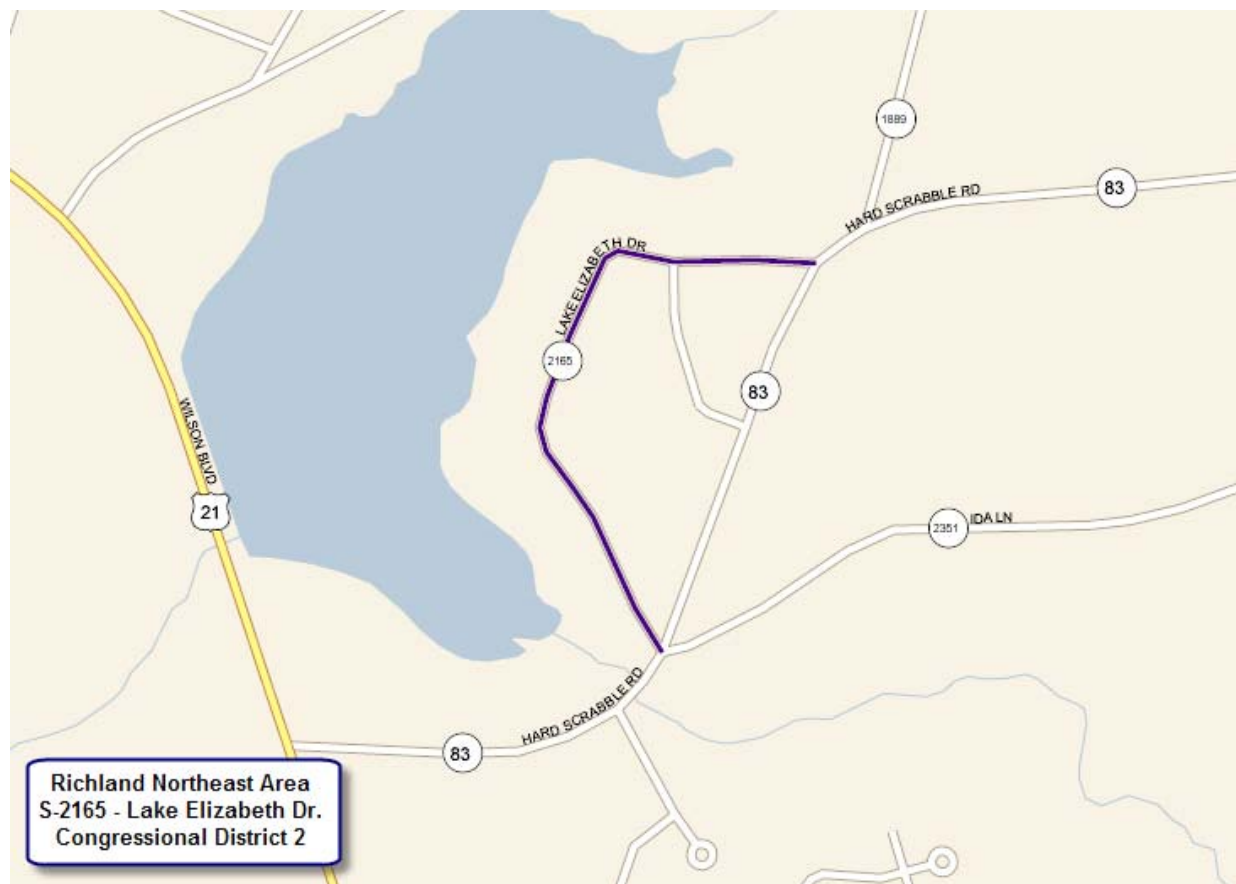 1889
83
HARD SCRABBLE RD
LAKE ELIZABETH DR
2165
83
WILSON BLVD
21
2351
IDA LN
HARD SCRABBLE RD
83
Richland Northeast Area
S-2165 - Lake Elizabeth Dr.
Congressional District 2